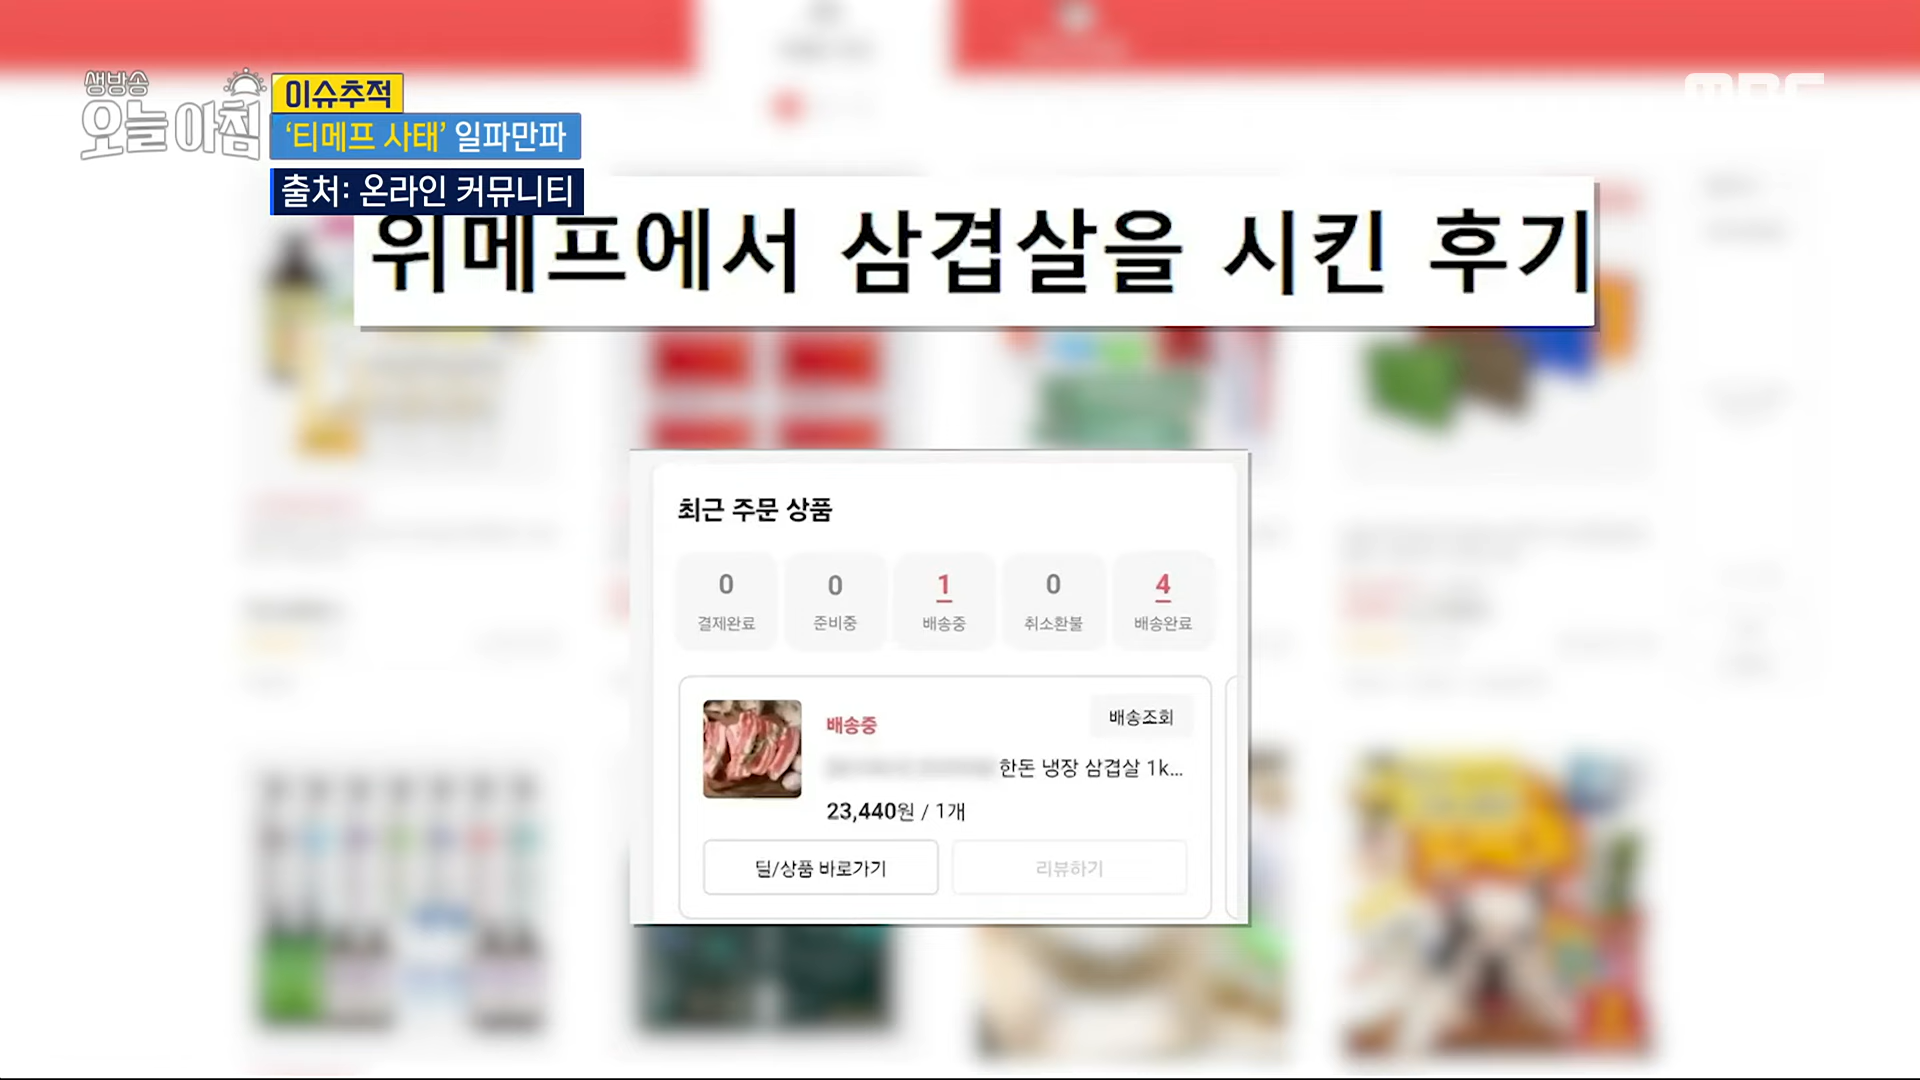 생방송
오늘 아침
이슈추적
‘티메프 사태’ 일파만파
출처: 온라인 커뮤니티
MBC
위메프에서 삼겹살을 시킨 후기
최근 주문 상품
0 0 1 0 4
결제완료 준비중 배송중 취소환불 배송완료
배송중 배송조회
한돈 냉장 삼겹살 1k...
23,440원 / 1개
딜/상품 바로가기 리뷰하기